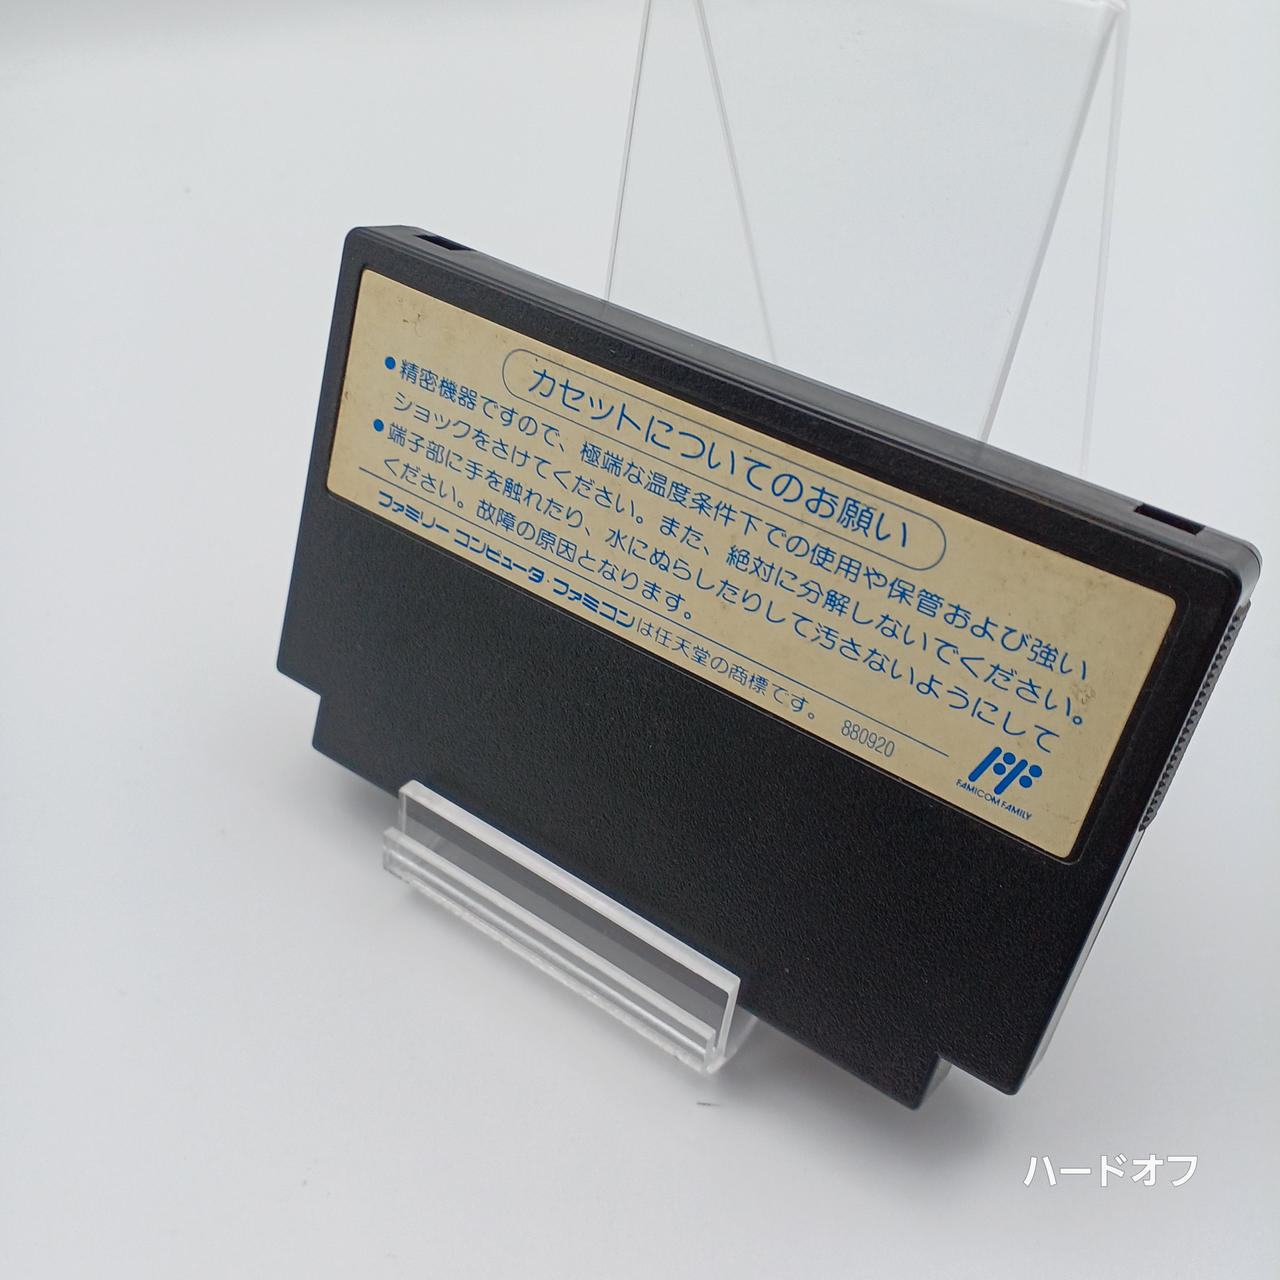 カセットについてのお願い
●精密機器ですので、極端な温度条件下での使用や保管および強い
ショックをさけてください。また、絶対に分解しないでください。
●端子部に手を触れたり、水にぬらしたりして汚さないようにして
ください。故障の原因となります。
ファミリー コンピュータ・ファミコンは任天堂の商標です。 880920
FAMICOM FAMILY
ハードオフ